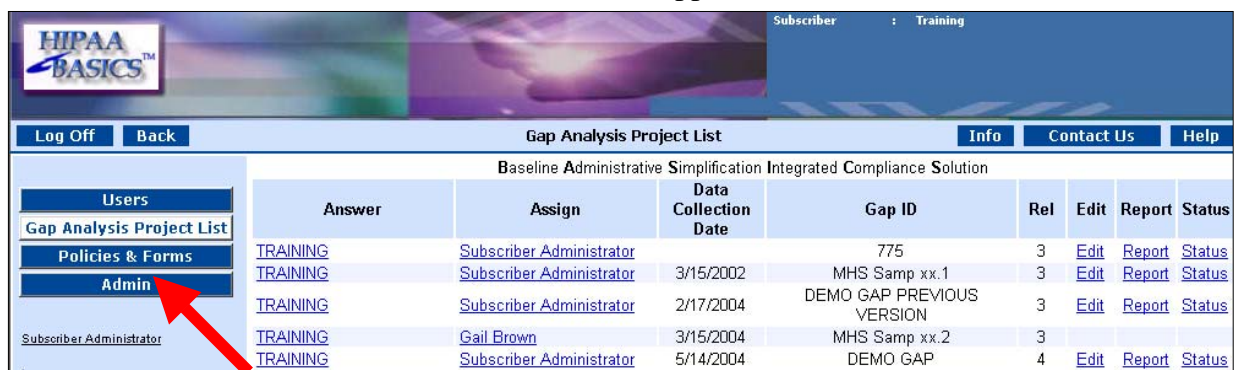 Subscriber : Training
HIPAA
BASICS™
Log Off Back Gap Analysis Project List Info Contact Us Help
Baseline Administrative Simplification Integrated Compliance Solution
Users
Gap Analysis Project List
Policies & Forms
Admin
Subscriber Administrator
Answer Assign Data Collection Date Gap ID Rel Edit Report Status
TRAINING Subscriber Administrator 775 3 Edit Report Status
TRAINING Subscriber Administrator 3/15/2002 MHS Samp xx.1 3 Edit Report Status
TRAINING Subscriber Administrator 2/17/2004 DEMO GAP PREVIOUS VERSION 3 Edit Report Status
TRAINING Gail Brown 3/15/2004 MHS Samp xx.2 3
TRAINING Subscriber Administrator 5/14/2004 DEMO GAP 4 Edit Report Status